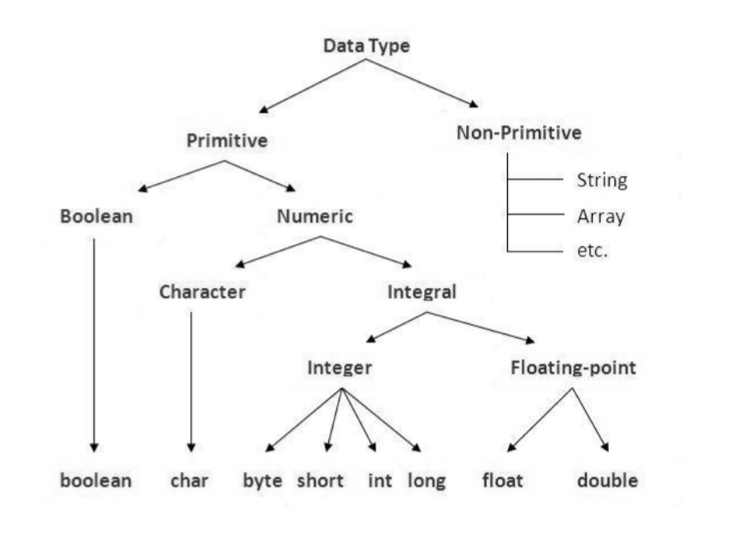 Data Type
Primitive
Non-Primitive
String
Array
etc.
Boolean
Numeric
Character
Integral
Integer
Floating-point
boolean char byte short int long float double